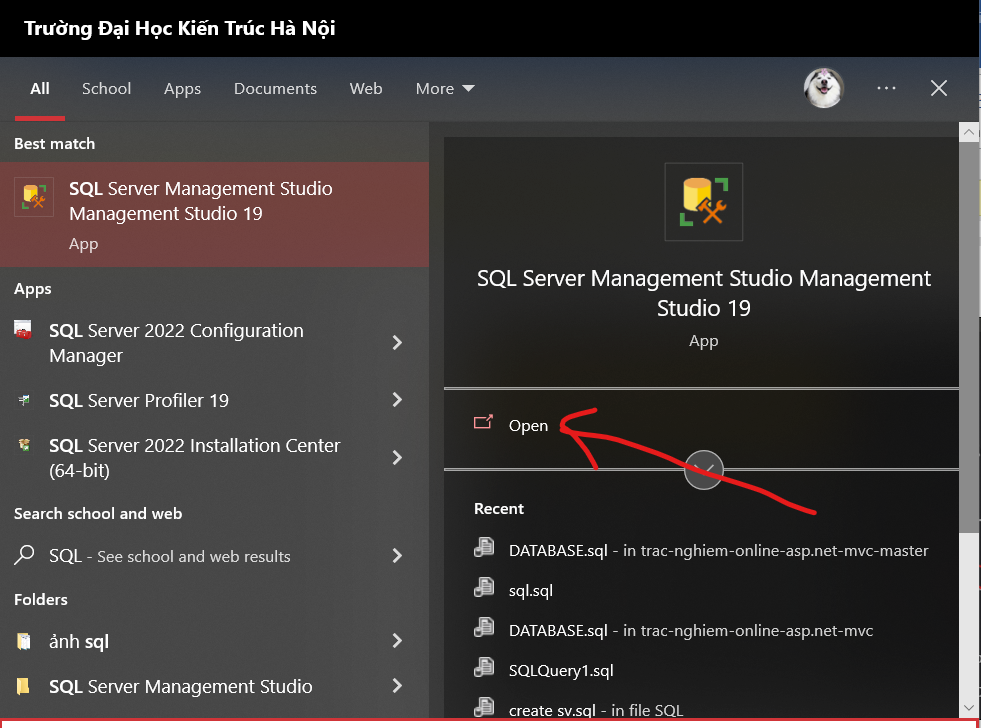 Trường Đại Học Kiến Trúc Hà Nội
All School Apps Documents Web More
Best match
SQL Server Management Studio
Management Studio 19
App
Apps
SQL Server 2022 Configuration
Manager
SQL Server Profiler 19
SQL Server 2022 Installation Center
(64-bit)
Search school and web
SQL - See school and web results
Folders
ảnh sql
SQL Server Management Studio
SQL Server Management Studio Management
Studio 19
App
Open
Recent
DATABASE.sql - in trac-nghiem-online-asp.net-mvc-master
sql.sql
DATABASE.sql - in trac-nghiem-online-asp.net-mvc
SQLQuery1.sql
create sv.sql - in file SQL